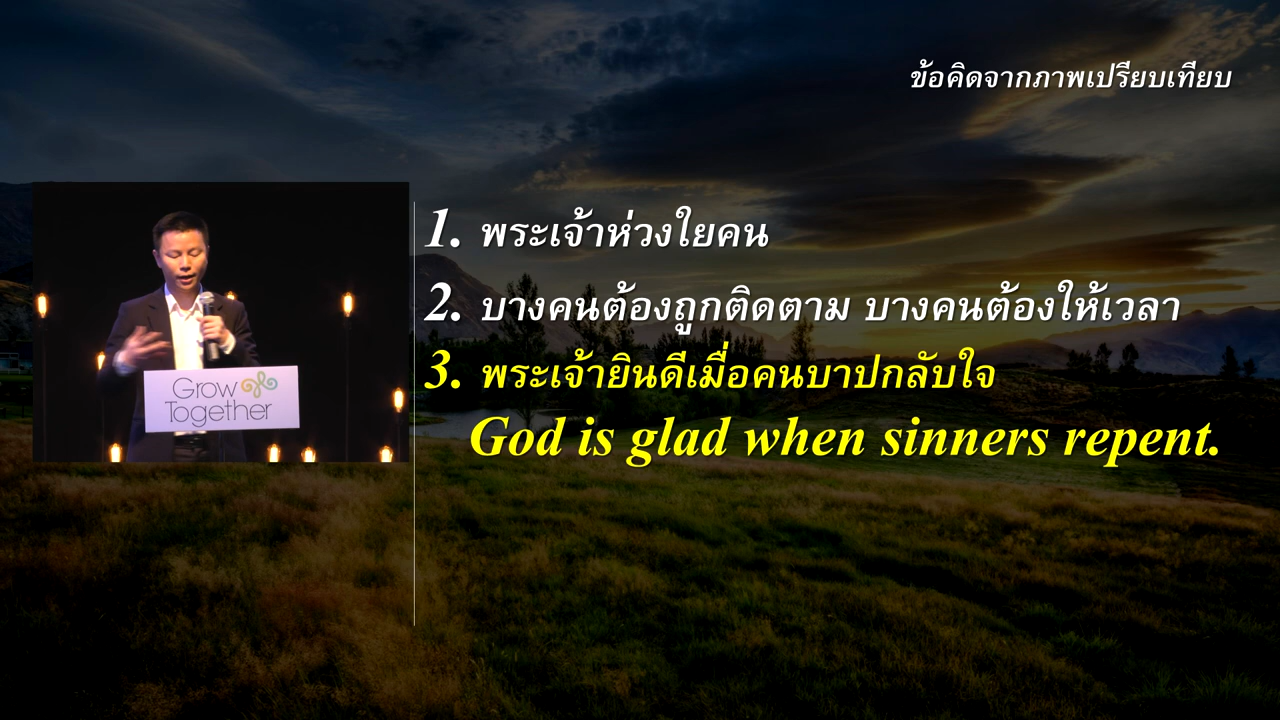 ข้อคิดจากภาพเปรียบเทียบ
1. พระเจ้าห่วงใยคน
2. บางคนต้องถูกติดตาม บางคนต้องให้เวลา
3. พระเจ้ายินดีเมื่อคนบาปกลับใจ
God is glad when sinners repent.
Grow
Together